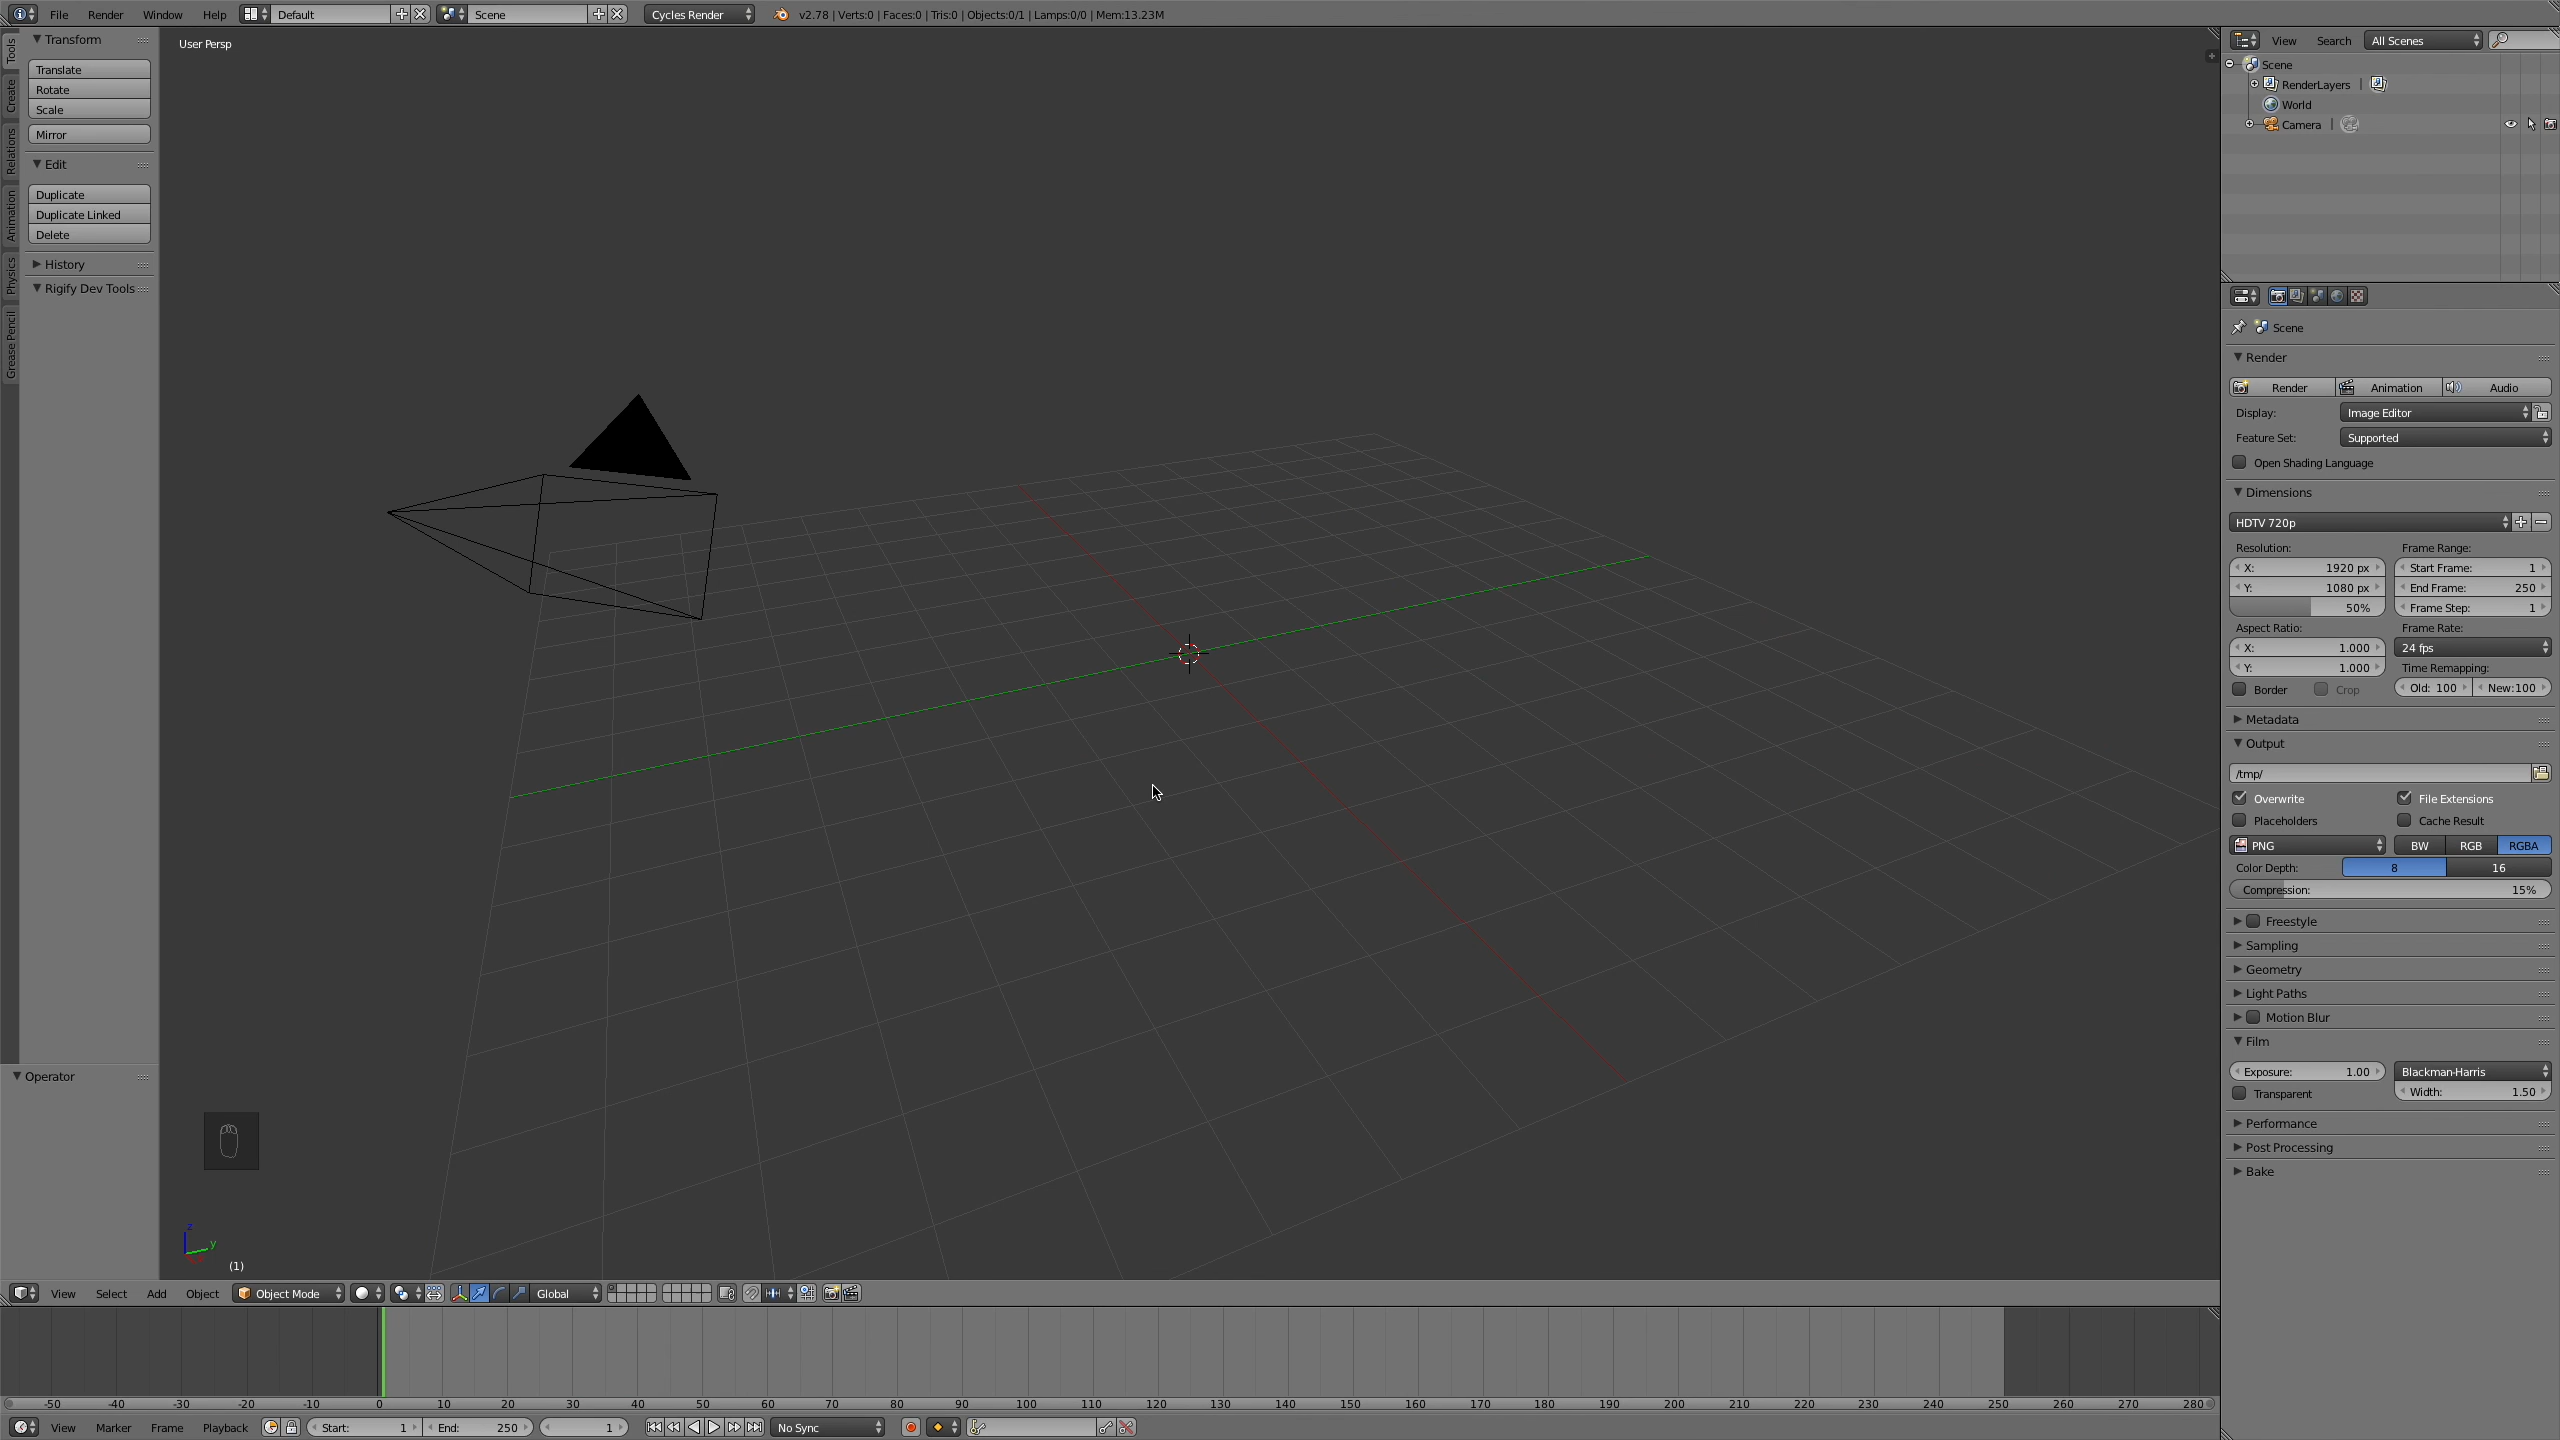 File Render Window Help Default Scene Cycles Render v2.78 | Verts:0 | Faces:0 | Tris:0 | Objects:0/1 | Lamps:0/0 | Mem:13.23M
Tools
Create
Relations
Animation
Physics
Grease Pencil
Transform
Translate
Rotate
Scale
Mirror
Edit
Duplicate
Duplicate Linked
Delete
History
Rigify Dev Tools
Operator
User Persp
z
y
(1)
View Select Add Object Object Mode Global
-50 -40 -30 -20 -10 0 10 20 30 40 50 60 70 80 90 100 110 120 130 140 150 160 170 180 190 200 210 220 230 240 250 260 270 280
View Marker Frame Playback Start: 1 End: 250 1 No Sync
View Search All Scenes
Scene
RenderLayers |
World
Camera |
Scene
Render
Render Animation Audio
Display: Image Editor
Feature Set: Supported
Open Shading Language
Dimensions
HDTV 720p
Resolution: Frame Range:
X: 1920 px Start Frame: 1
Y: 1080 px End Frame: 250
50% Frame Step: 1
Aspect Ratio: Frame Rate:
X: 1.000 24 fps
Y: 1.000 Time Remapping:
Border Crop Old: 100 New:100
Metadata
Output
/tmp/
Overwrite File Extensions
Placeholders Cache Result
PNG BW RGB RGBA
Color Depth: 8 16
Compression: 15%
Freestyle
Sampling
Geometry
Light Paths
Motion Blur
Film
Exposure: 1.00 Blackman-Harris
Transparent Width: 1.50
Performance
Post Processing
Bake